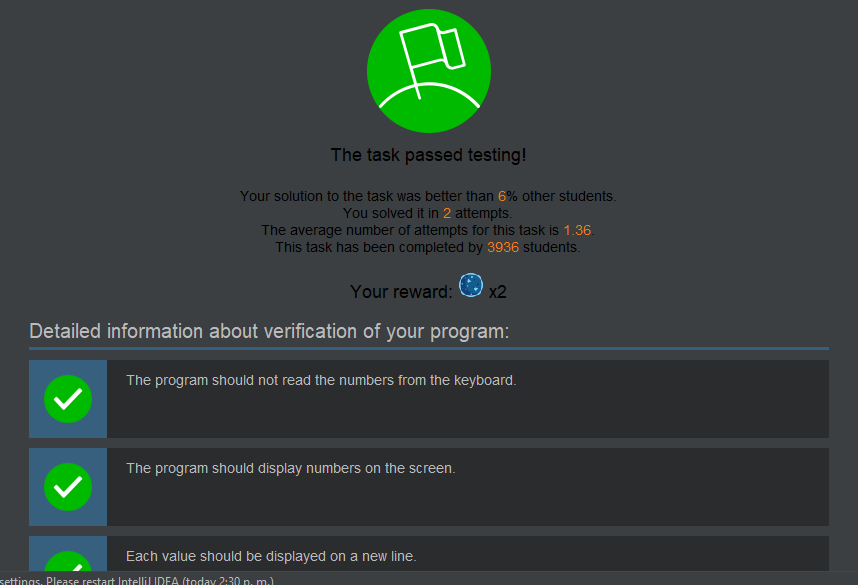 The task passed testing!
Your solution to the task was better than 6% other students.
You solved it in 2 attempts.
The average number of attempts for this task is 1.36.
This task has been completed by 3936 students.
Your reward: x2
Detailed information about verification of your program:
The program should not read the numbers from the keyboard.
The program should display numbers on the screen.
Each value should be displayed on a new line.
settings. Please restart IntelliJ IDEA (today 2:30 p. m.)